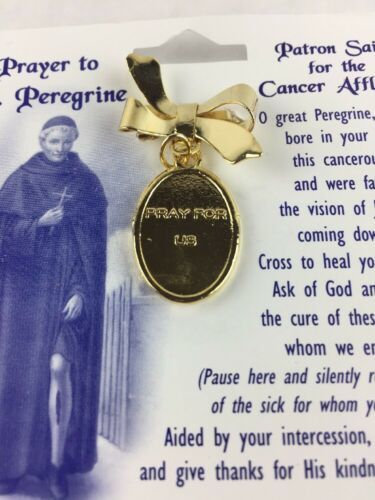 Prayer to
. Peregrine
Patron Sai
for the
Cancer Affl
O great Peregrine,
bore in your
this cancerou
and were fa
the vision of J
coming dow
Cross to heal yo
Ask of God an
the cure of thes
whom we en
(Pause here and silently r
of the sick for whom y
Aided by your intercession,
and give thanks for His kindn
PRAY FOR
US